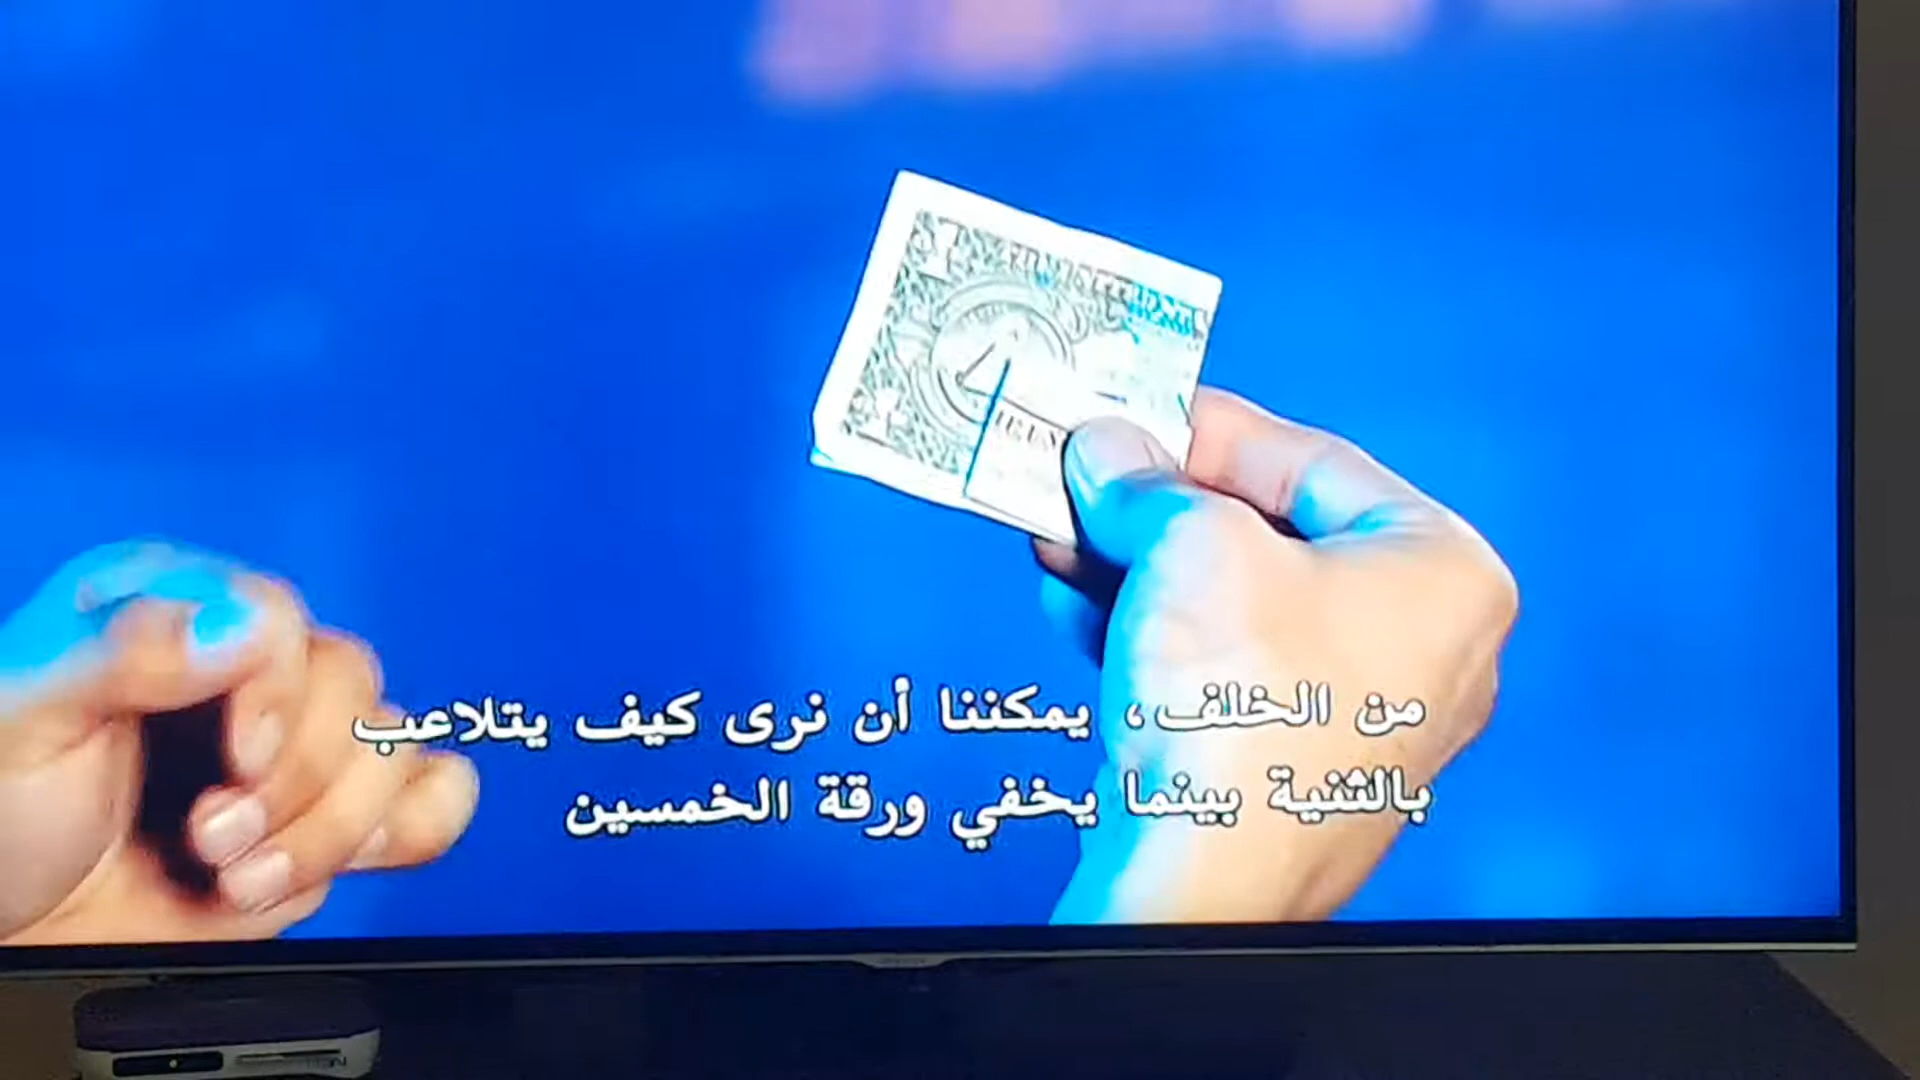 من الخلف، يمكننا أن نرى كيف يتلاعب
بالثنية بينما يخفي ورقة الخمسين